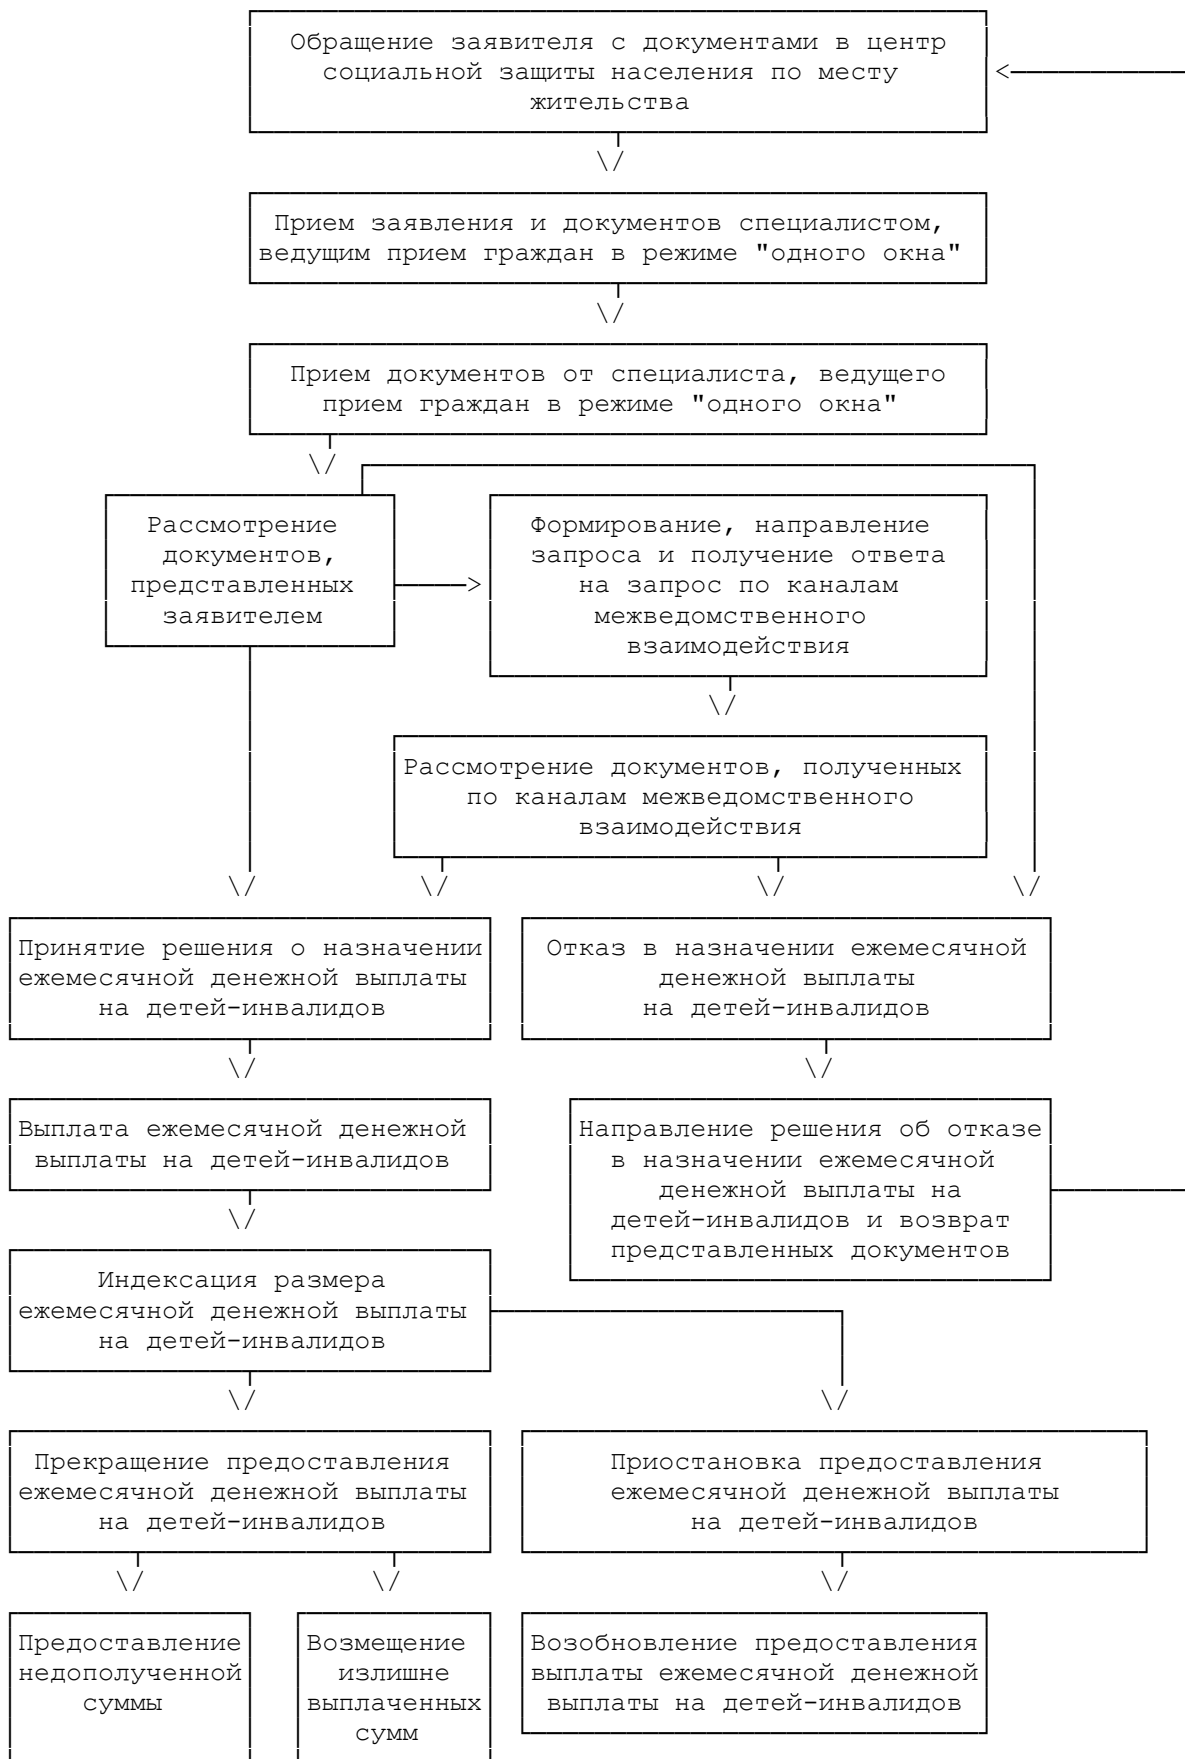 Обращение заявителя с документами в центр
социальной защиты населения по месту
жительства
Прием заявления и документов специалистом,
ведущим прием граждан в режиме "одного окна"
Прием документов от специалиста, ведущего
прием граждан в режиме "одного окна"
Рассмотрение
документов,
представленных
заявителем
Формирование, направление
запроса и получение ответа
на запрос по каналам
межведомственного
взаимодействия
Рассмотрение документов, полученных
по каналам межведомственного
взаимодействия
Принятие решения о назначении
ежемесячной денежной выплаты
на детей-инвалидов
Отказ в назначении ежемесячной
денежной выплаты
на детей-инвалидов
Выплата ежемесячной денежной
выплаты на детей-инвалидов
Направление решения об отказе
в назначении ежемесячной
денежной выплаты на
детей-инвалидов и возврат
представленных документов
Индексация размера
ежемесячной денежной выплаты
на детей-инвалидов
Прекращение предоставления
ежемесячной денежной выплаты
на детей-инвалидов
Приостановка предоставления
ежемесячной денежной выплаты
на детей-инвалидов
Предоставление
недополученной
суммы
Возмещение
излишне
выплаченных
сумм
Возобновление предоставления
выплаты ежемесячной денежной
выплаты на детей-инвалидов